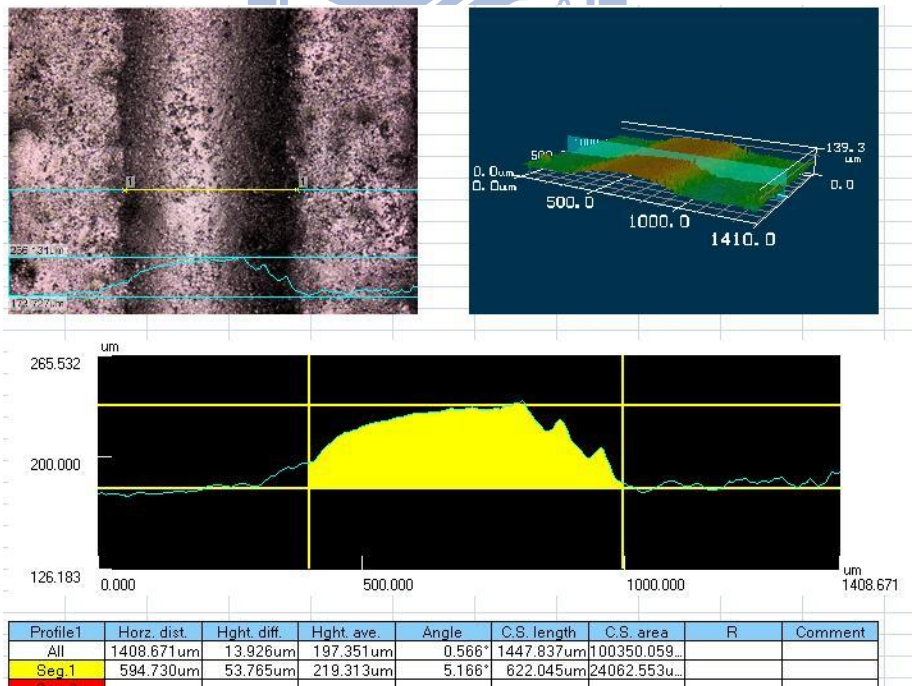 1 1
139.3
um
0.0
0.0um
0.0um
500.0
1000.0
1410.0
um
265.532
200.000
126.183
0.000 500.000 1000.000 um
1408.671
Profile1 Horz. dist. Hght. diff. Hght. ave. Angle C.S. length C.S. area R Comment
All 1408.671um 13.926um 197.351um 0.566° 1447.837um 100350.059...
Seg.1 594.730um 53.765um 219.313um 5.166° 622.045um 24062.553u...